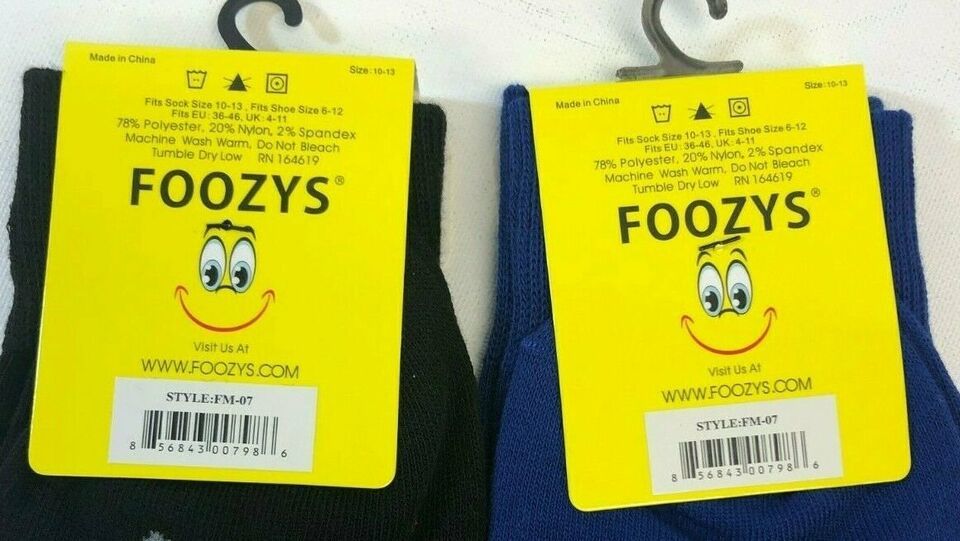 Made in China
Size: 10-13
Fits Sock Size 10-13 , Fits Shoe Size 6-12
Fits EU : 36-46, UK : 4-11
78% Polyester, 20% Nylon, 2% Spandex
Machine Wash Warm, Do Not Bleach
Tumble Dry Low RN 164619
FOOZYS®
Visit Us At
WWW.FOOZYS.COM
STYLE:FM-07
8 56843 00798 6
Made in China
Size: 10-13
Fits Sock Size 10-13 , Fits Shoe Size 6-12
Fits EU : 36-46, UK : 4-11
78% Polyester, 20% Nylon, 2% Spandex
Machine Wash Warm, Do Not Bleach
Tumble Dry Low RN 164619
FOOZYS®
Visit Us At
WWW.FOOZYS.COM
STYLE:FM-07
8 56843 00798 6